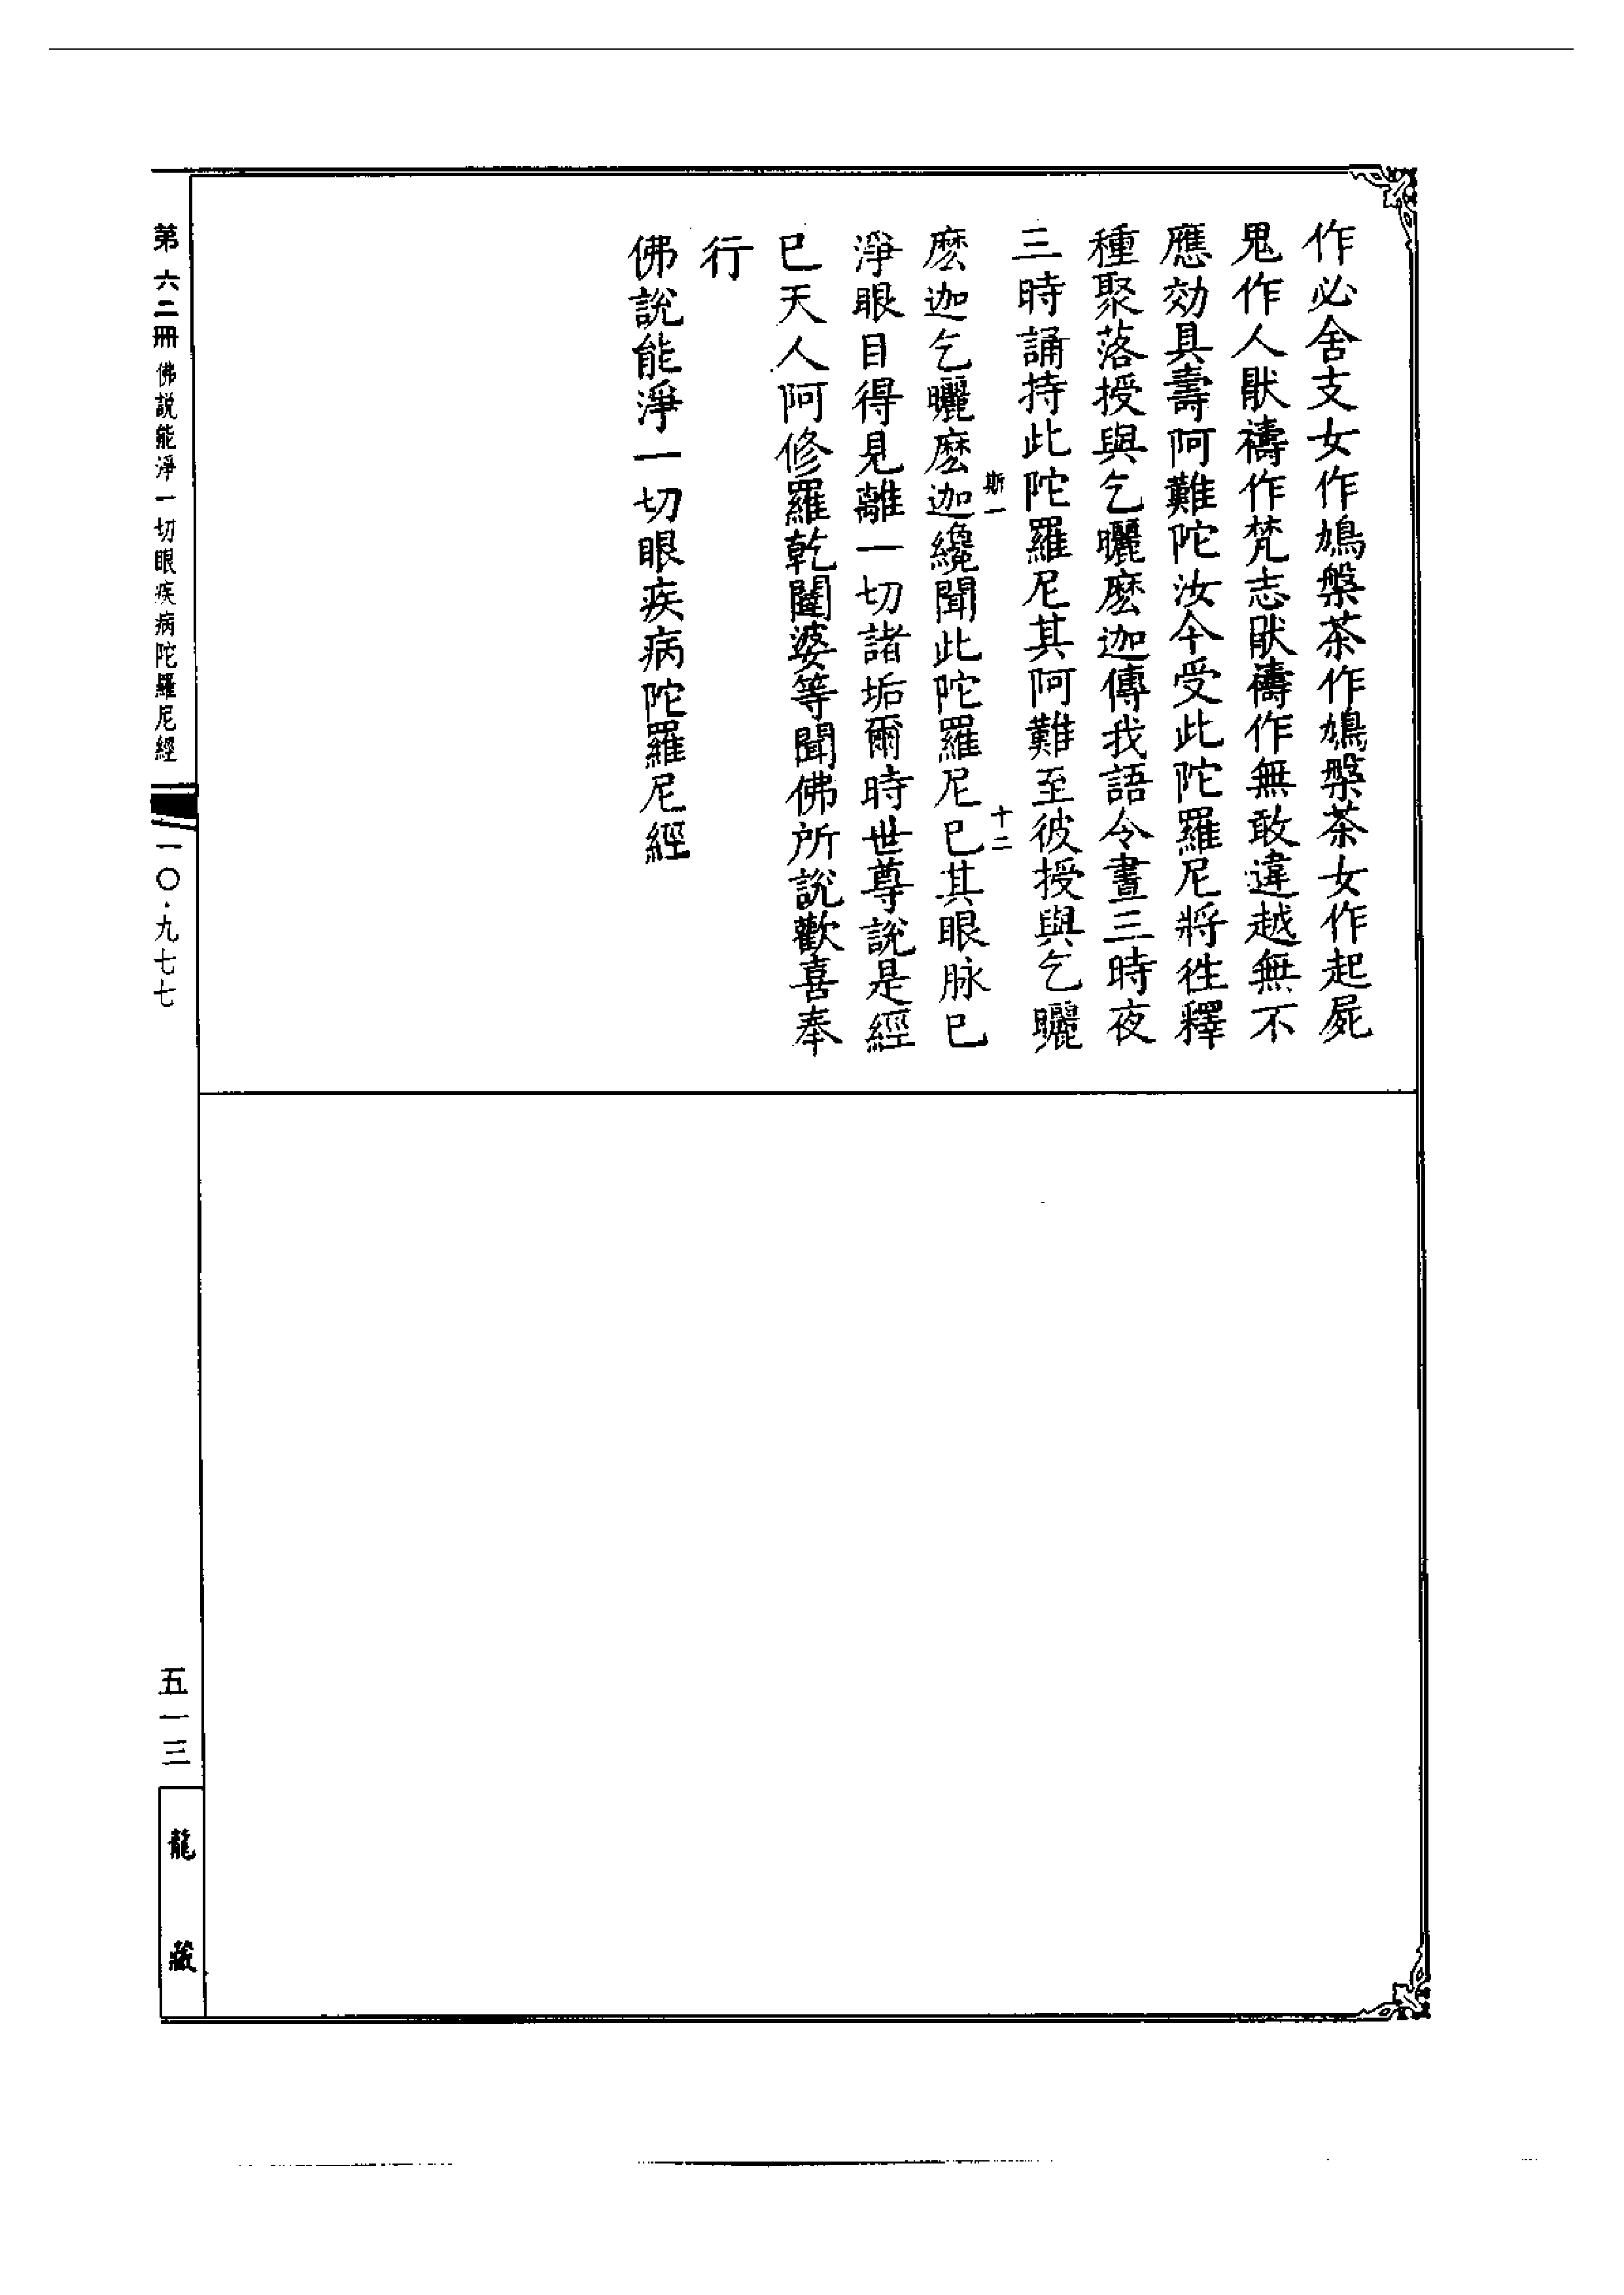 作必舍支女作鳩槃茶作鳩槃茶女作起屍
鬼作人猒禱作梵志猒禱作無敢違越無不
應効具壽阿難陀汝今受此陀羅尼將徃釋
種聚落授與乞曬麽迦傳我語令晝三時夜
三時誦持此陀羅尼其阿難至彼授與乞曬
斯一
十二
麽迦乞曬麽迦纔聞此陀羅尼已其眼脉已
淨眼目得見離一切諸垢爾時世尊說是經
已天人阿修羅乾闥婆等聞佛所說歡喜奉
行
佛說能淨一切眼疾病陀羅尼經
第六二冊 佛説能淨一切眼疾病陀羅尼經
一〇·九七七
五一三
龍藏